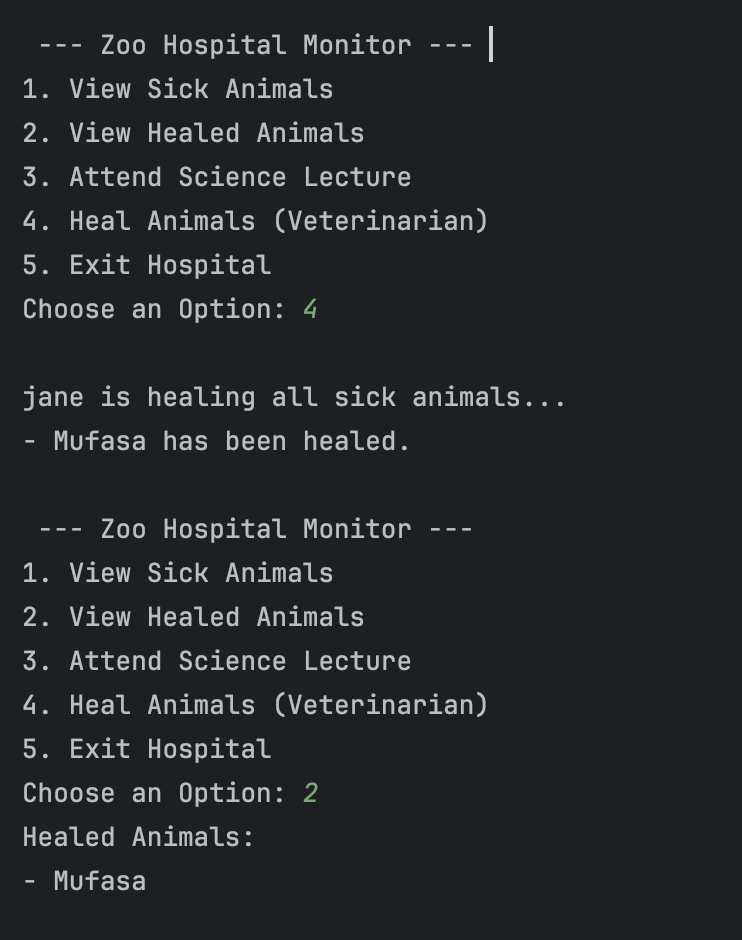 --- Zoo Hospital Monitor ---
1. View Sick Animals
2. View Healed Animals
3. Attend Science Lecture
4. Heal Animals (Veterinarian)
5. Exit Hospital
Choose an Option: 4
jane is healing all sick animals...
- Mufasa has been healed.
--- Zoo Hospital Monitor ---
1. View Sick Animals
2. View Healed Animals
3. Attend Science Lecture
4. Heal Animals (Veterinarian)
5. Exit Hospital
Choose an Option: 2
Healed Animals:
- Mufasa